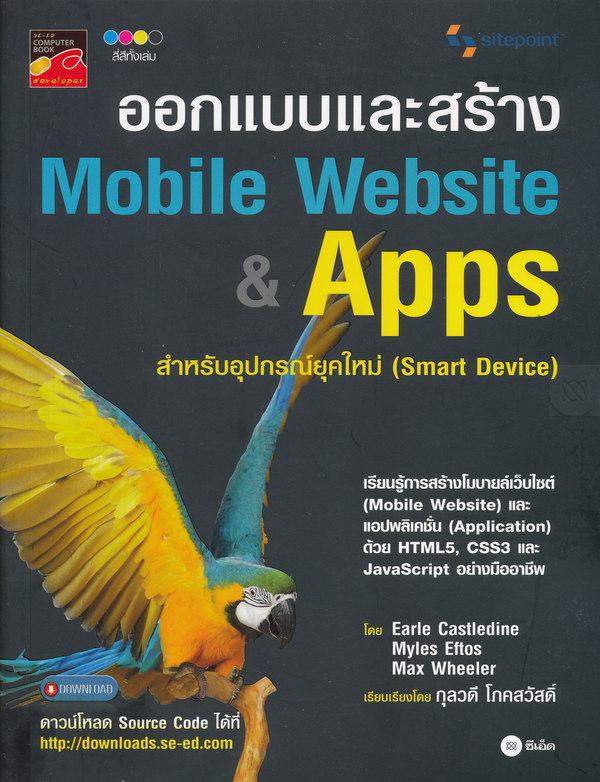 SE-ED
COMPUTER
BOOK
developer
สี่สีทั้งเล่ม
sitepoint
ออกแบบและสร้าง
Mobile Website
& Apps
สำหรับอุปกรณ์ยุคใหม่ (Smart Device)
เรียนรู้การสร้างโมบายล์เว็บไซต์
(Mobile Website) และ
แอปพลิเคชั่น (Application)
ด้วย HTML5, CSS3 และ
JavaScript อย่างมืออาชีพ
โดย Earle Castledine
Myles Eftos
Max Wheeler
เรียบเรียงโดย กุลวดี โภคสวัสดิ์
DOWNLOAD
ดาวน์โหลด Source Code ได้ที่
http://downloads.se-ed.com
ซีเอ็ด